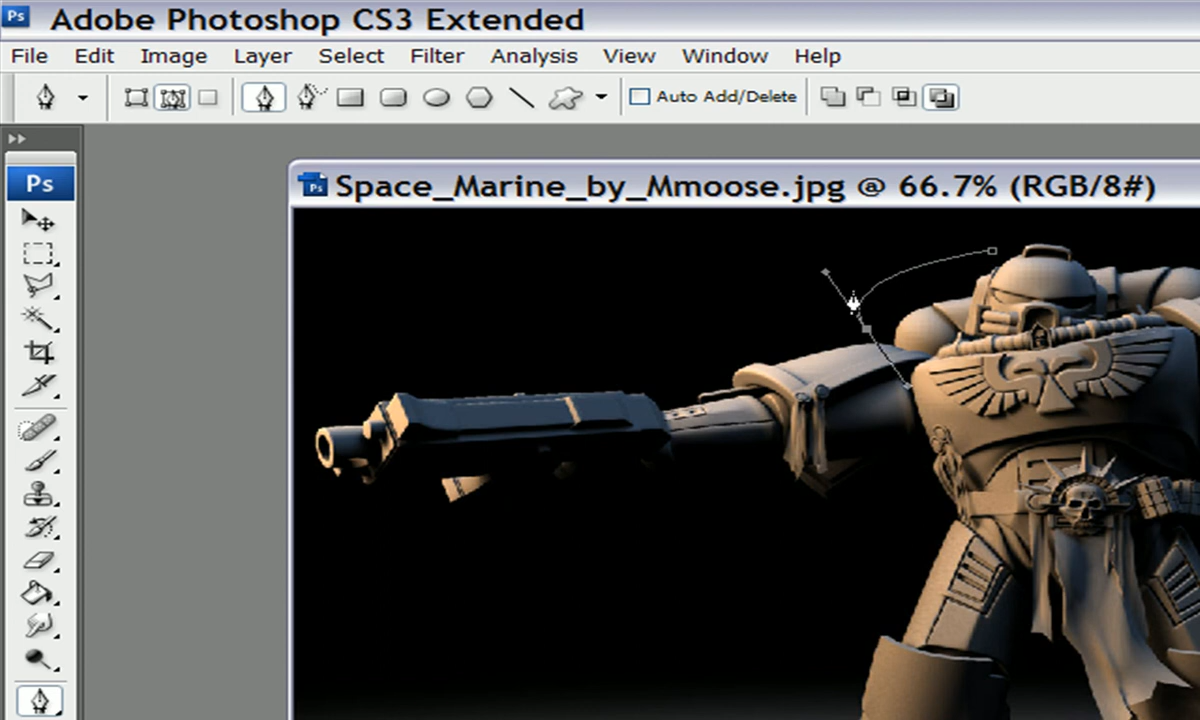 Ps Adobe Photoshop CS3 Extended
File Edit Image Layer Select Filter Analysis View Window Help
Auto Add/Delete
Ps
Ps Space_Marine_by_Mmoose.jpg @ 66.7% (RGB/8#)